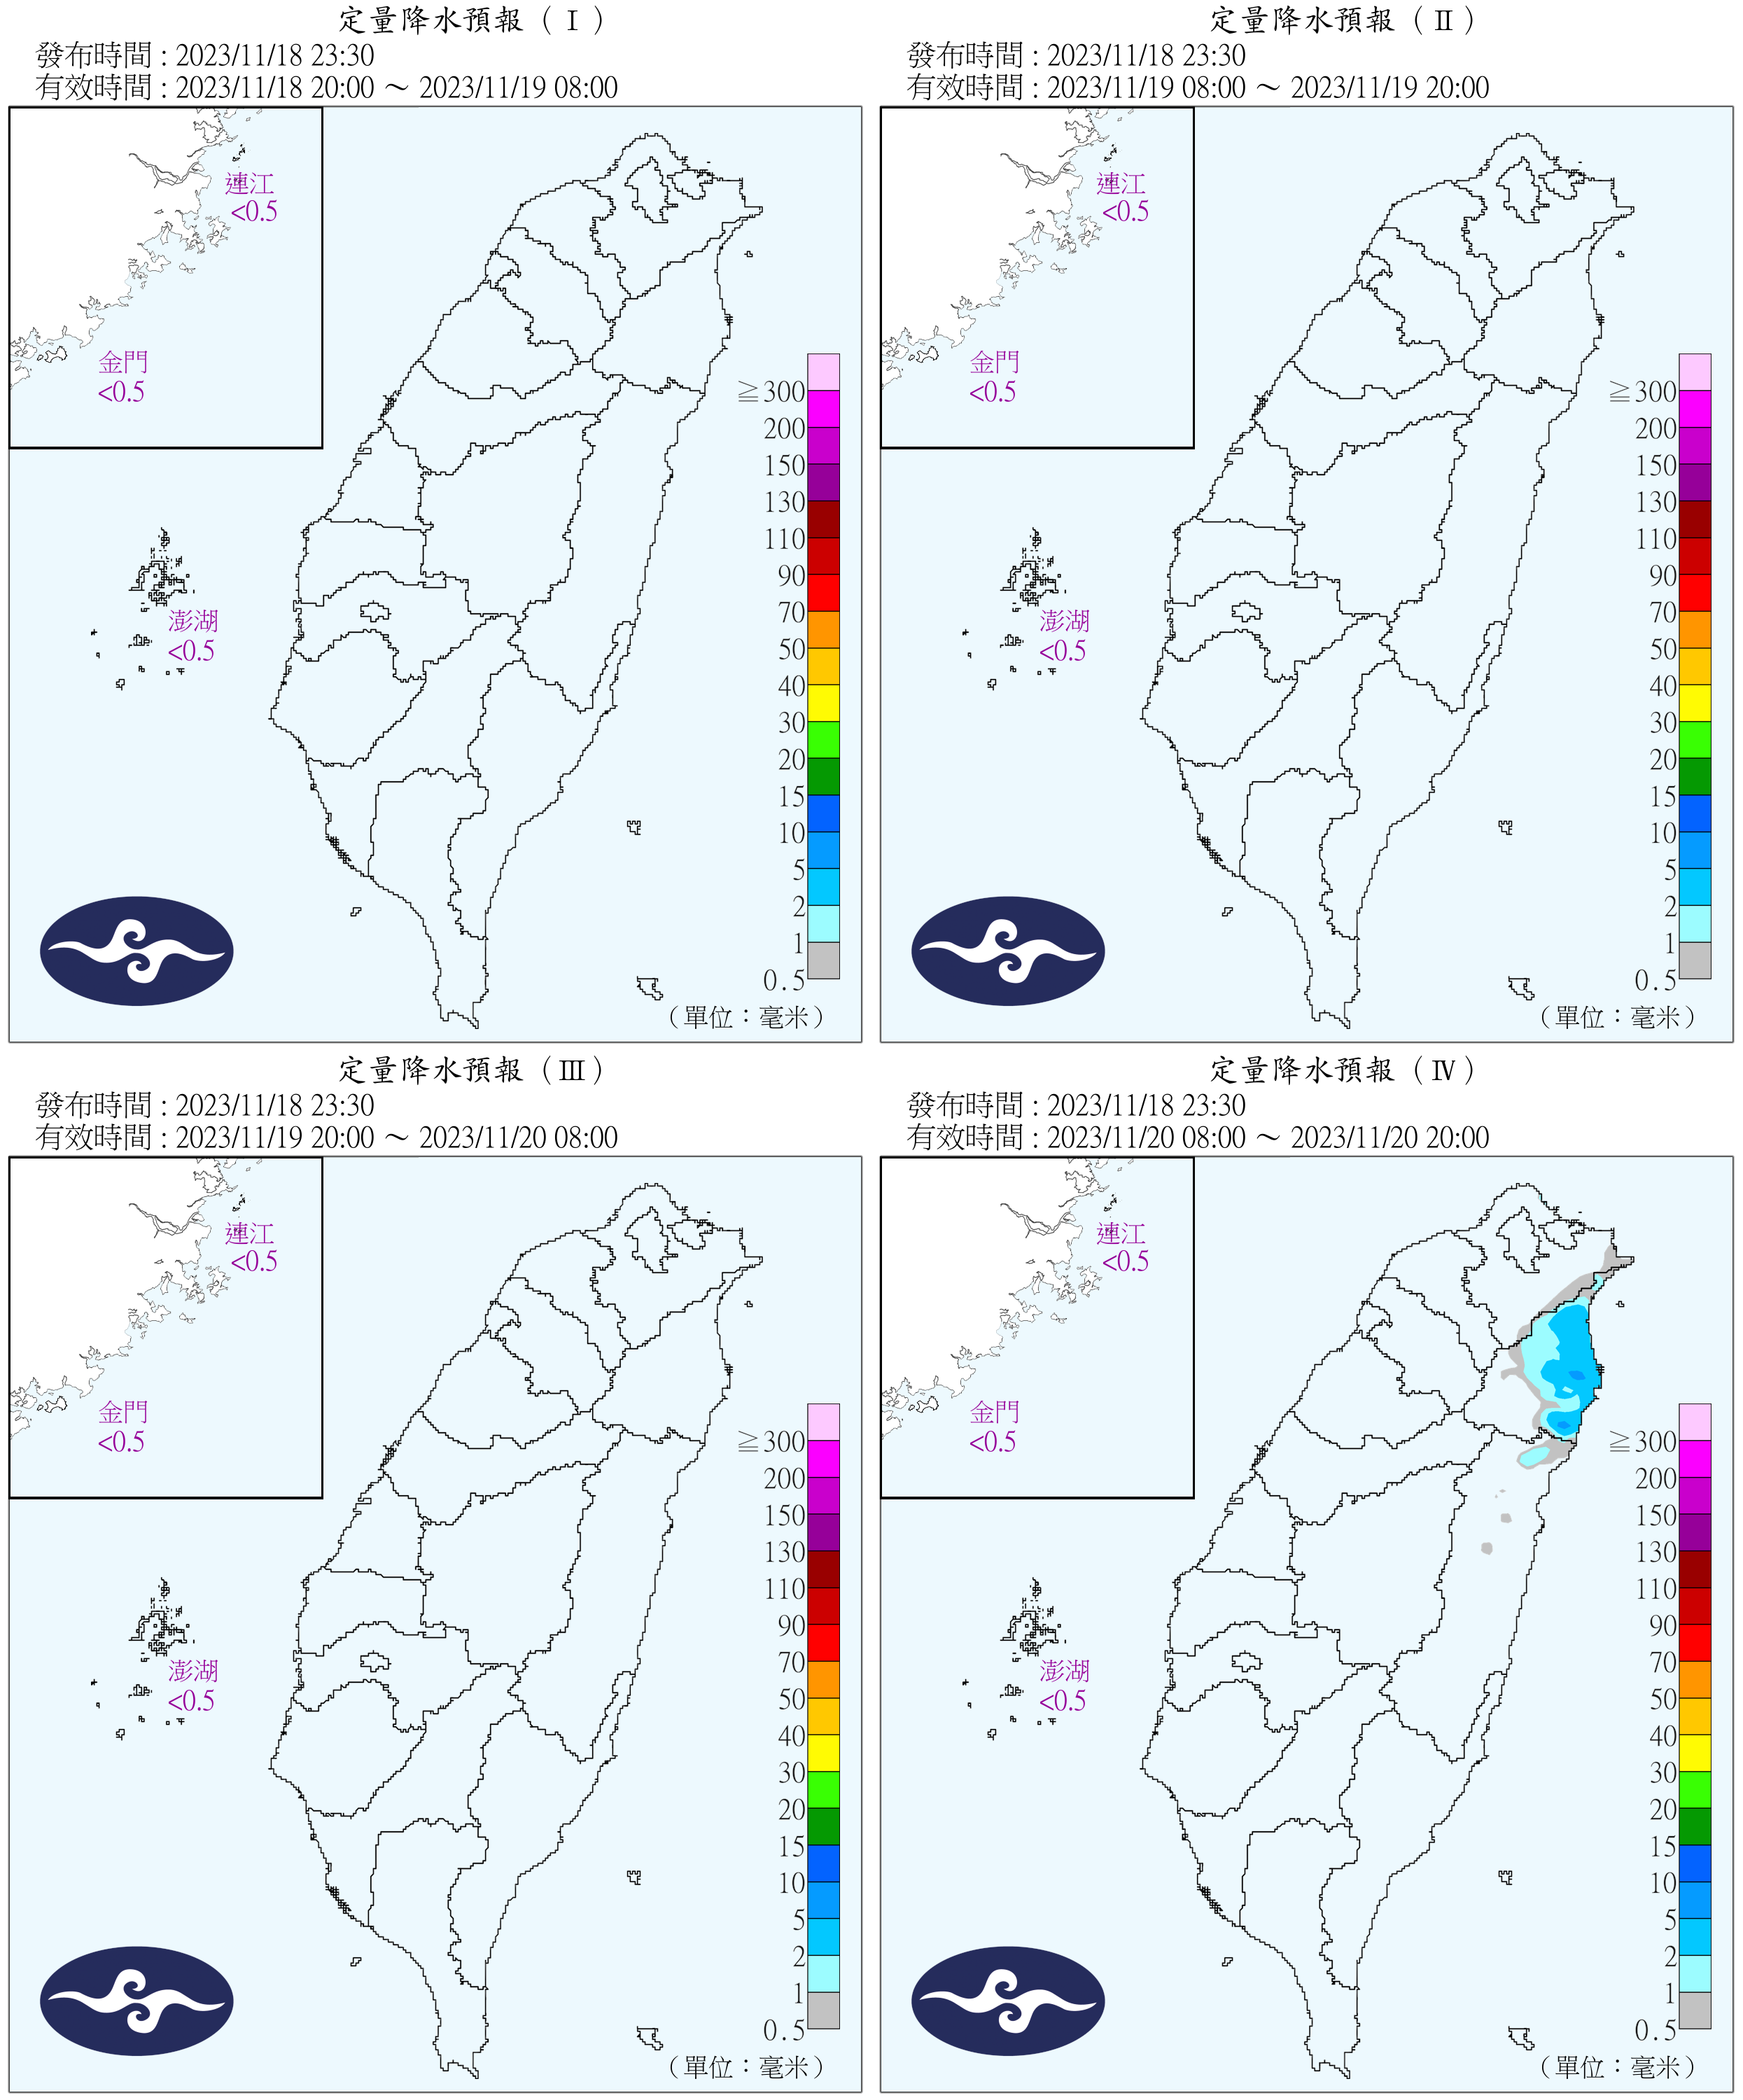 定量降水預報（Ⅰ）
發布時間：2023/11/18 23:30
有效時間：2023/11/18 20:00 ～ 2023/11/19 08:00
連江
<0.5
金門
<0.5
澎湖
<0.5
≧300
200
150
130
110
90
70
50
40
30
20
15
10
5
2
1
0.5
（單位：毫米）
定量降水預報（Ⅱ）
發布時間：2023/11/18 23:30
有效時間：2023/11/19 08:00 ～ 2023/11/19 20:00
連江
<0.5
金門
<0.5
澎湖
<0.5
≧300
200
150
130
110
90
70
50
40
30
20
15
10
5
2
1
0.5
（單位：毫米）
定量降水預報（Ⅲ）
發布時間：2023/11/18 23:30
有效時間：2023/11/19 20:00 ～ 2023/11/20 08:00
連江
<0.5
金門
<0.5
澎湖
<0.5
≧300
200
150
130
110
90
70
50
40
30
20
15
10
5
2
1
0.5
（單位：毫米）
定量降水預報（Ⅳ）
發布時間：2023/11/18 23:30
有效時間：2023/11/20 08:00 ～ 2023/11/20 20:00
連江
<0.5
金門
<0.5
澎湖
<0.5
≧300
200
150
130
110
90
70
50
40
30
20
15
10
5
2
1
0.5
（單位：毫米）